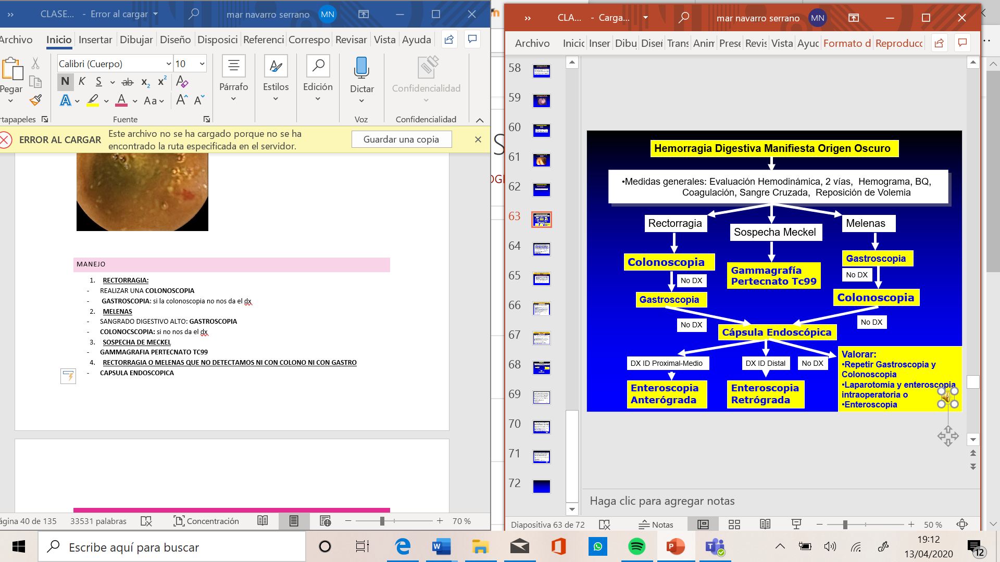 CLASE... - Error al cargar
mar navarro serrano
MN
Archivo
Inicio
Insertar
Dibujar
Diseño
Disposici
Referenci
Correspo
Revisar
Vista
Ayuda
Pegar
Calibri (Cuerpo)
10
N K S ab x2 x2 A
A A Aa A A
Párrafo
Estilos
Edición
Dictar
Confidencialidad
rtapapeles
Fuente
Voz
Confidencialidad
ERROR AL CARGAR
Este archivo no se ha cargado porque no se ha
encontrado la ruta especificada en el servidor.
Guardar una copia
MANEJO
1. RECTORRAGIA:
- REALIZAR UNA COLONOSCOPIA
- GASTROSCOPIA: si la colonoscopia no nos da el dx
2. MELENAS
- SANGRADO DIGESTIVO ALTO: GASTROSCOPIA
- COLONOCSCOPIA: si no nos da el dx
3. SOSPECHA DE MECKEL
- GAMMAGRAFIA PERTECNATO TC99
4. RECTORRAGIA O MELENAS QUE NO DETECTAMOS NI CON COLONO NI CON GASTRO
- CAPSULA ENDOSCOPICA
ágina 40 de 135
33531 palabras
Concentración
70 %
S
OGÍ
CLA... - Carga...
mar navarro serrano
MN
Archivo
Inicic
Inser
Dibu
Diseí
Trans
Anim
Prese
Revis
Vista
Ayuc
Formato d
Reproducc
58
59
60
61
62
63
64
65
66
67
68
69
70
71
72
Hemorragia Digestiva Manifiesta Origen Oscuro
•Medidas generales: Evaluación Hemodinámica, 2 vías, Hemograma, BQ,
Coagulación, Sangre Cruzada, Reposición de Volemia
Rectorragia
Sospecha Meckel
Melenas
Colonoscopia
Gammagrafía
Pertecnato Tc99
Gastroscopia
No DX
No DX
Gastroscopia
Colonoscopia
No DX
No DX
Cápsula Endoscópica
DX ID Proximal-Medio
DX ID Distal
No DX
Enteroscopia
Anterógrada
Enteroscopia
Retrógrada
Valorar:
•Repetir Gastroscopia y
Colonoscopia
•Laparotomía y enteroscopia
intraoperatoria o
•Enteroscopia
Haga clic para agregar notas
Diapositiva 63 de 72
Notas
50 %
Escribe aquí para buscar
19:12
13/04/2020
12